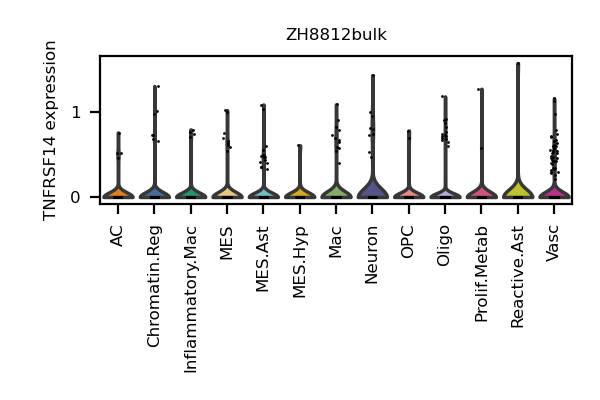 ZH8812bulk
TNFRSF14 expression
1
0
AC
Chromatin.Reg
Inflammatory.Mac
MES
MES.Ast
MES.Hyp
Mac
Neuron
OPC
Oligo
Prolif.Metab
Reactive.Ast
Vasc